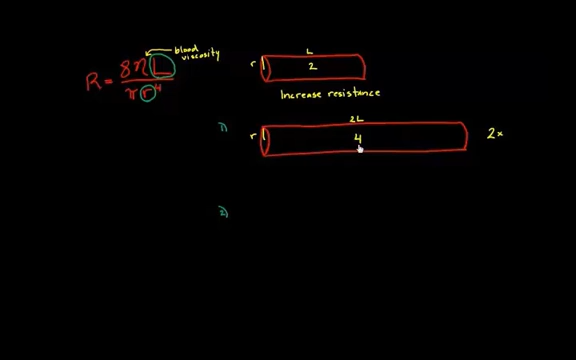 R = 8ηL / πr⁴
blood viscosity
L
r
2
Increase resistance
1)
2L
r
4
2x
2)